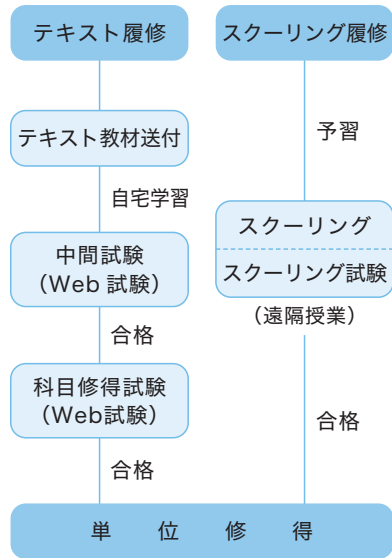 テキスト履修
テキスト教材送付
自宅学習
中間試験
（Web 試験）
合格
科目修得試験
（Web試験）
合格
スクーリング履修
予習
スクーリング
スクーリング試験
（遠隔授業）
合格
単位修得